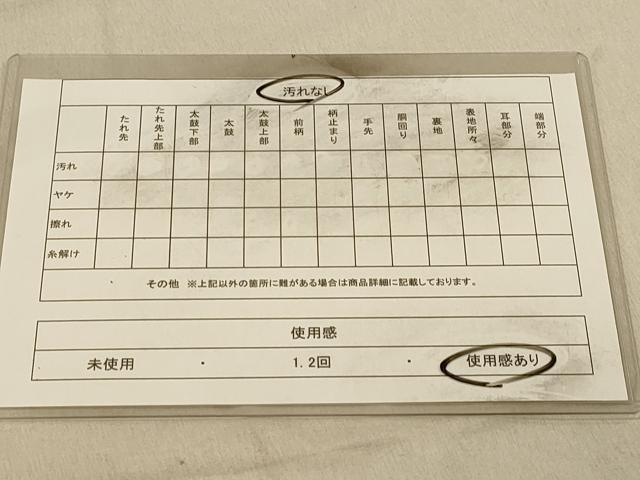 汚れなし
たれ先 たれ先上部 太鼓下部 太鼓 太鼓上部 前柄 柄止まり 手先 胴回り 裏地 表地所々 耳部分 端部分
汚れ
ヤケ
擦れ
糸解け
その他 ※上記以外の箇所に難がある場合は商品詳細に記載しております。
使用感
未使用 ・ 1.2回 ・ 使用感あり